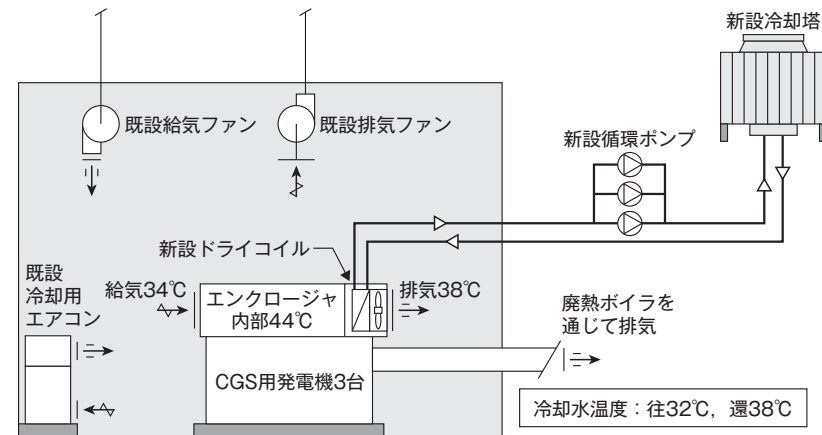 新設冷却塔
既設給気ファン
既設排気ファン
新設循環ポンプ
新設ドライコイル
既設
冷却用
エアコン
給気34℃
エンクロージャ
内部44℃
排気38℃
廃熱ボイラを
通じて排気
CGS用発電機3台
冷却水温度：往32℃，還38℃